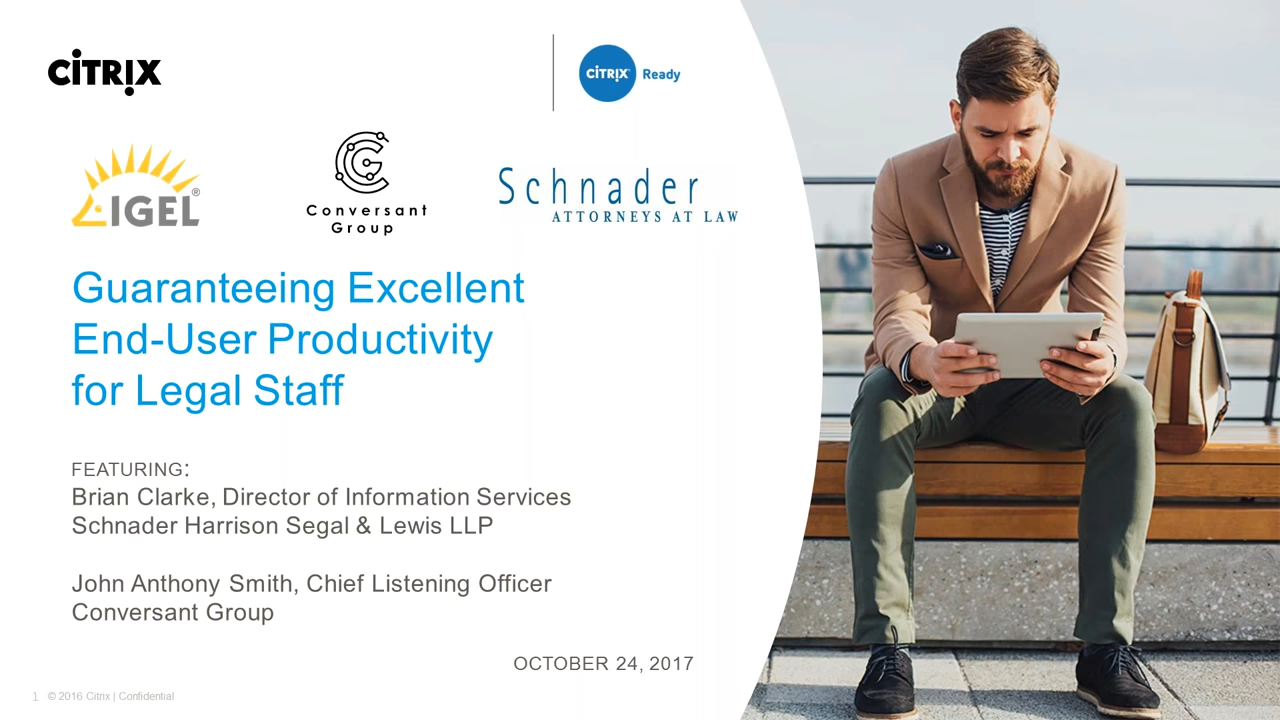 CiTRIX
CiTRIX Ready
IGEL®
Conversant
Group
Schnader
ATTORNEYS AT LAW
Guaranteeing Excellent
End-User Productivity
for Legal Staff
FEATURING:
Brian Clarke, Director of Information Services
Schnader Harrison Segal & Lewis LLP
John Anthony Smith, Chief Listening Officer
Conversant Group
OCTOBER 24, 2017
1 © 2016 Citrix | Confidential